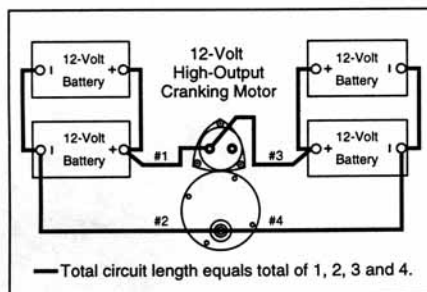 12-Volt
Battery
12-Volt
High-Output
Cranking Motor
12-Volt
Battery
12-Volt
Battery
12-Volt
Battery
#1
#3
#2
#4
Total circuit length equals total of 1, 2, 3 and 4.